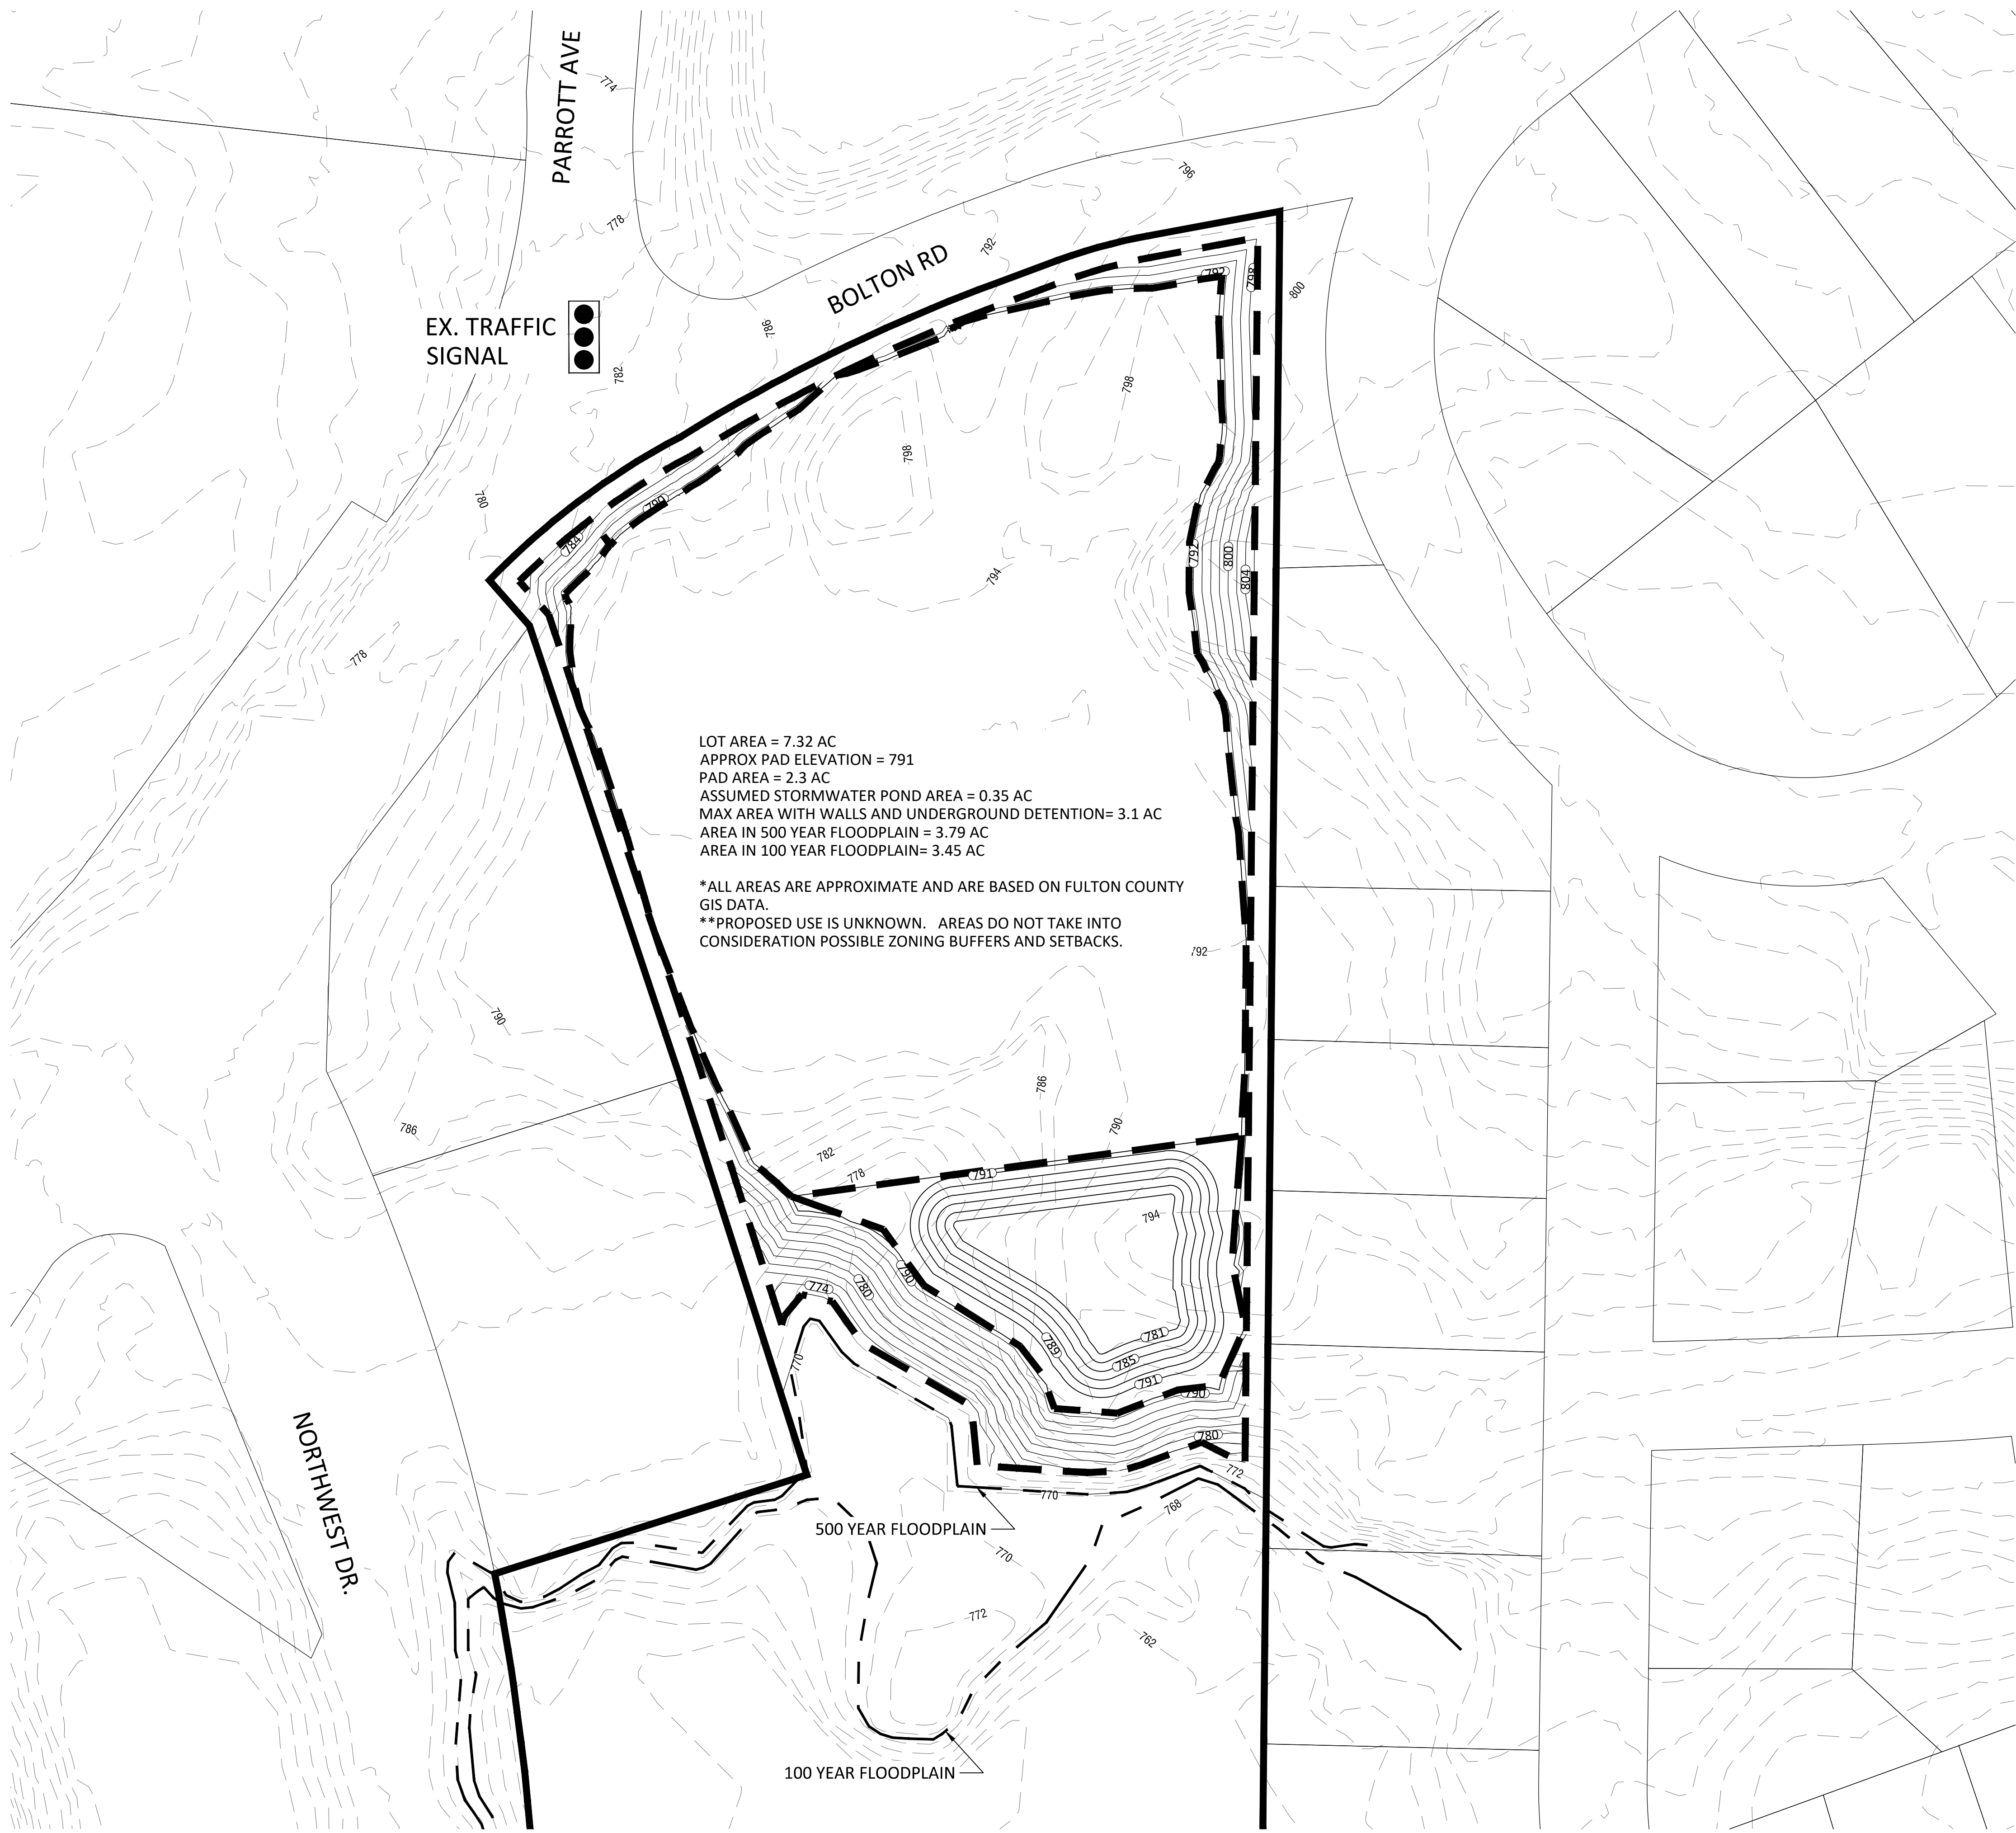 PARROTT AVE
774
796
778
792
BOLTON RD
792
798
800
EX. TRAFFIC
SIGNAL
786
782
798
798
780
790
784
792
800
804
794
778
LOT AREA = 7.32 AC
APPROX PAD ELEVATION = 791
PAD AREA = 2.3 AC
ASSUMED STORMWATER POND AREA = 0.35 AC
MAX AREA WITH WALLS AND UNDERGROUND DETENTION= 3.1 AC
AREA IN 500 YEAR FLOODPLAIN = 3.79 AC
AREA IN 100 YEAR FLOODPLAIN= 3.45 AC
*ALL AREAS ARE APPROXIMATE AND ARE BASED ON FULTON COUNTY
GIS DATA.
**PROPOSED USE IS UNKNOWN. AREAS DO NOT TAKE INTO
CONSIDERATION POSSIBLE ZONING BUFFERS AND SETBACKS.
792
790
786
786
790
782
778
791
794
790
774
780
789
781
785
770
791
790
780
772
770
768
NORTHWEST DR.
500 YEAR FLOODPLAIN
770
772
762
100 YEAR FLOODPLAIN